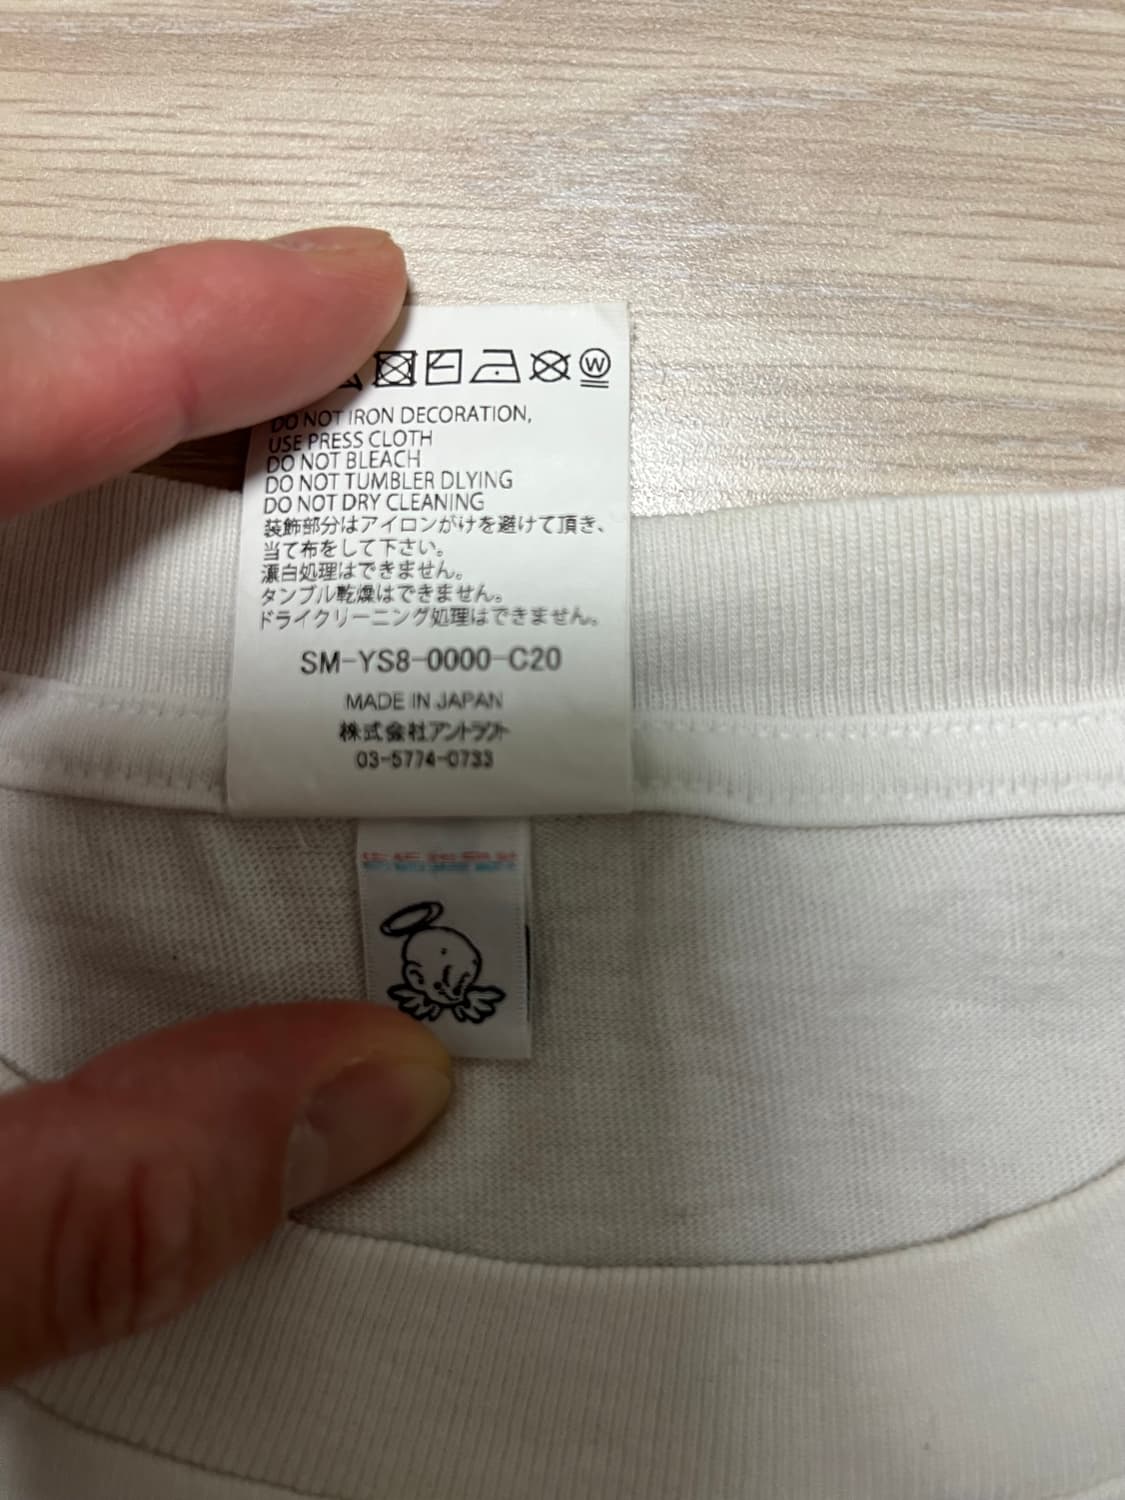 W
DO NOT IRON DECORATION,
USE PRESS CLOTH
DO NOT BLEACH
DO NOT TUMBLER DLYING
DO NOT DRY CLEANING
装飾部分はアイロンがけを避けて頂き、
当て布をして下さい。
漂白処理はできません。
タンブル乾燥はできません。
ドライクリーニング処理はできません。
SM-YS8-0000-C20
MADE IN JAPAN
株式会社アントラクト
03-5774-0733